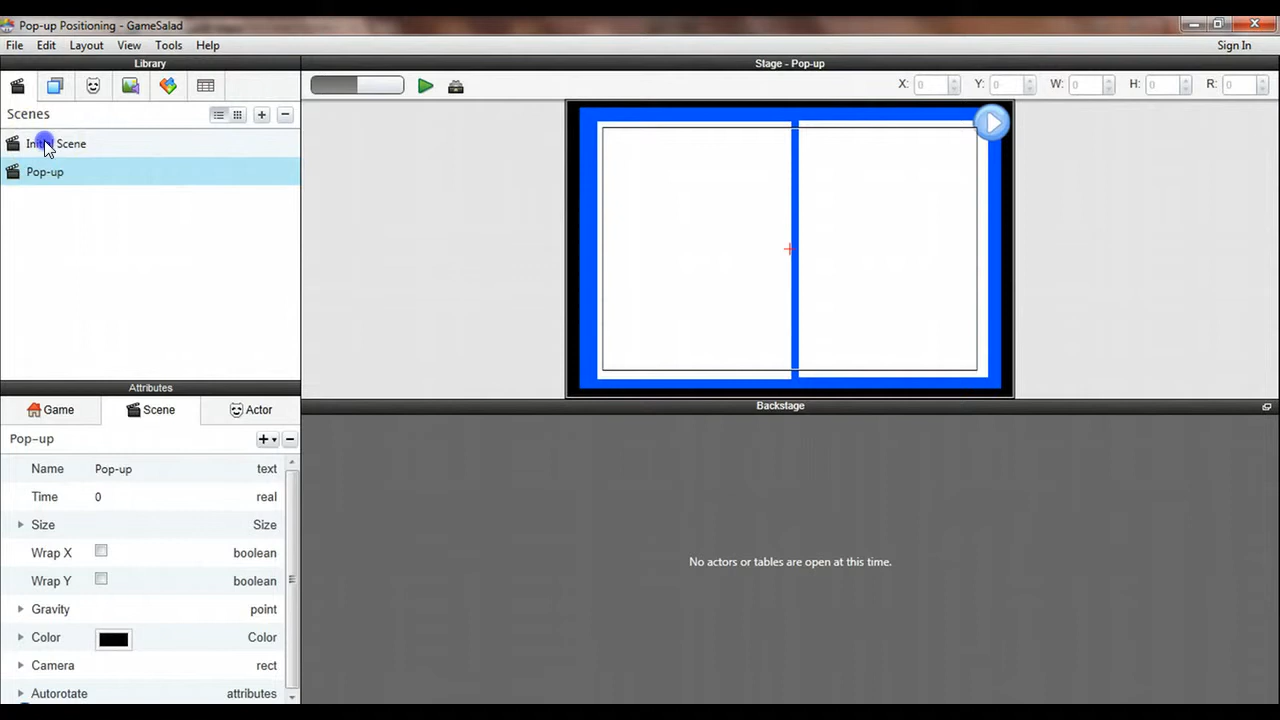 Pop-up Positioning - GameSalad
File Edit Layout View Tools Help Sign In
Library
Stage - Pop-up
X: 0 Y: 0 W: 0 H: 0 R: 0
Scenes
Initial Scene
Pop-up
Attributes
Backstage
Game Scene Actor
Pop-up
Name Pop-up text
Time 0 real
Size Size
Wrap X boolean
Wrap Y boolean
No actors or tables are open at this time.
Gravity point
Color Color
Camera rect
Autorotate attributes